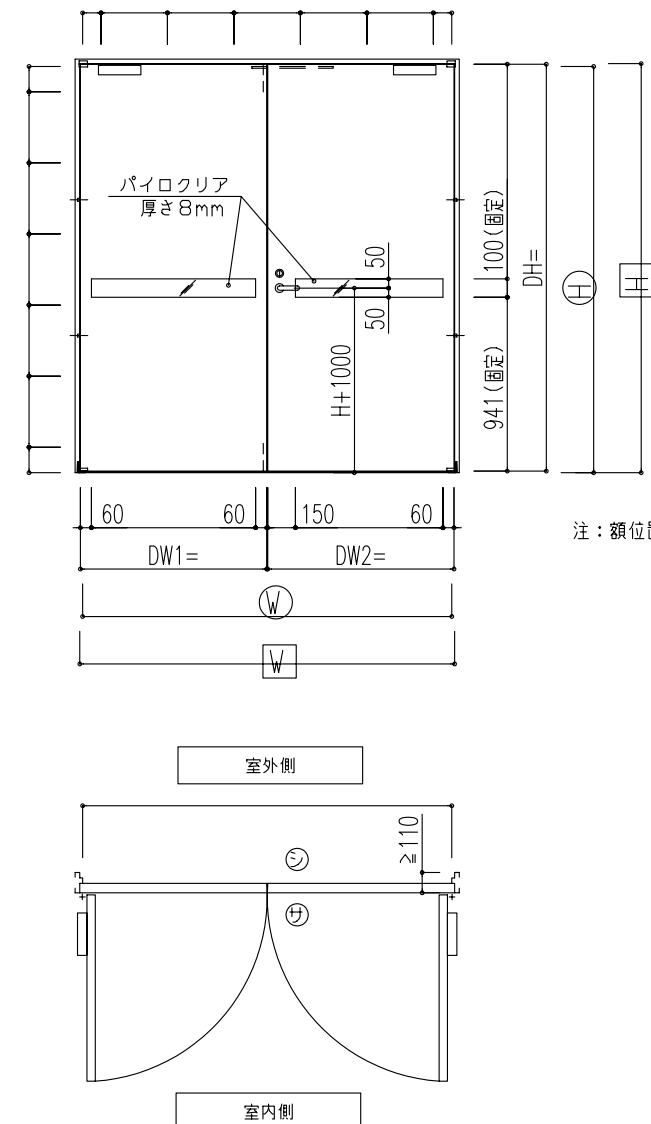 パイロクリア
厚さ8mm
50
50
H+1000
100(固定)
941(固定)
DH=
H
H
60
60
150
60
DW1=
DW2=
W
W
注：額位
室外側
シ
≥110
サ
室内側